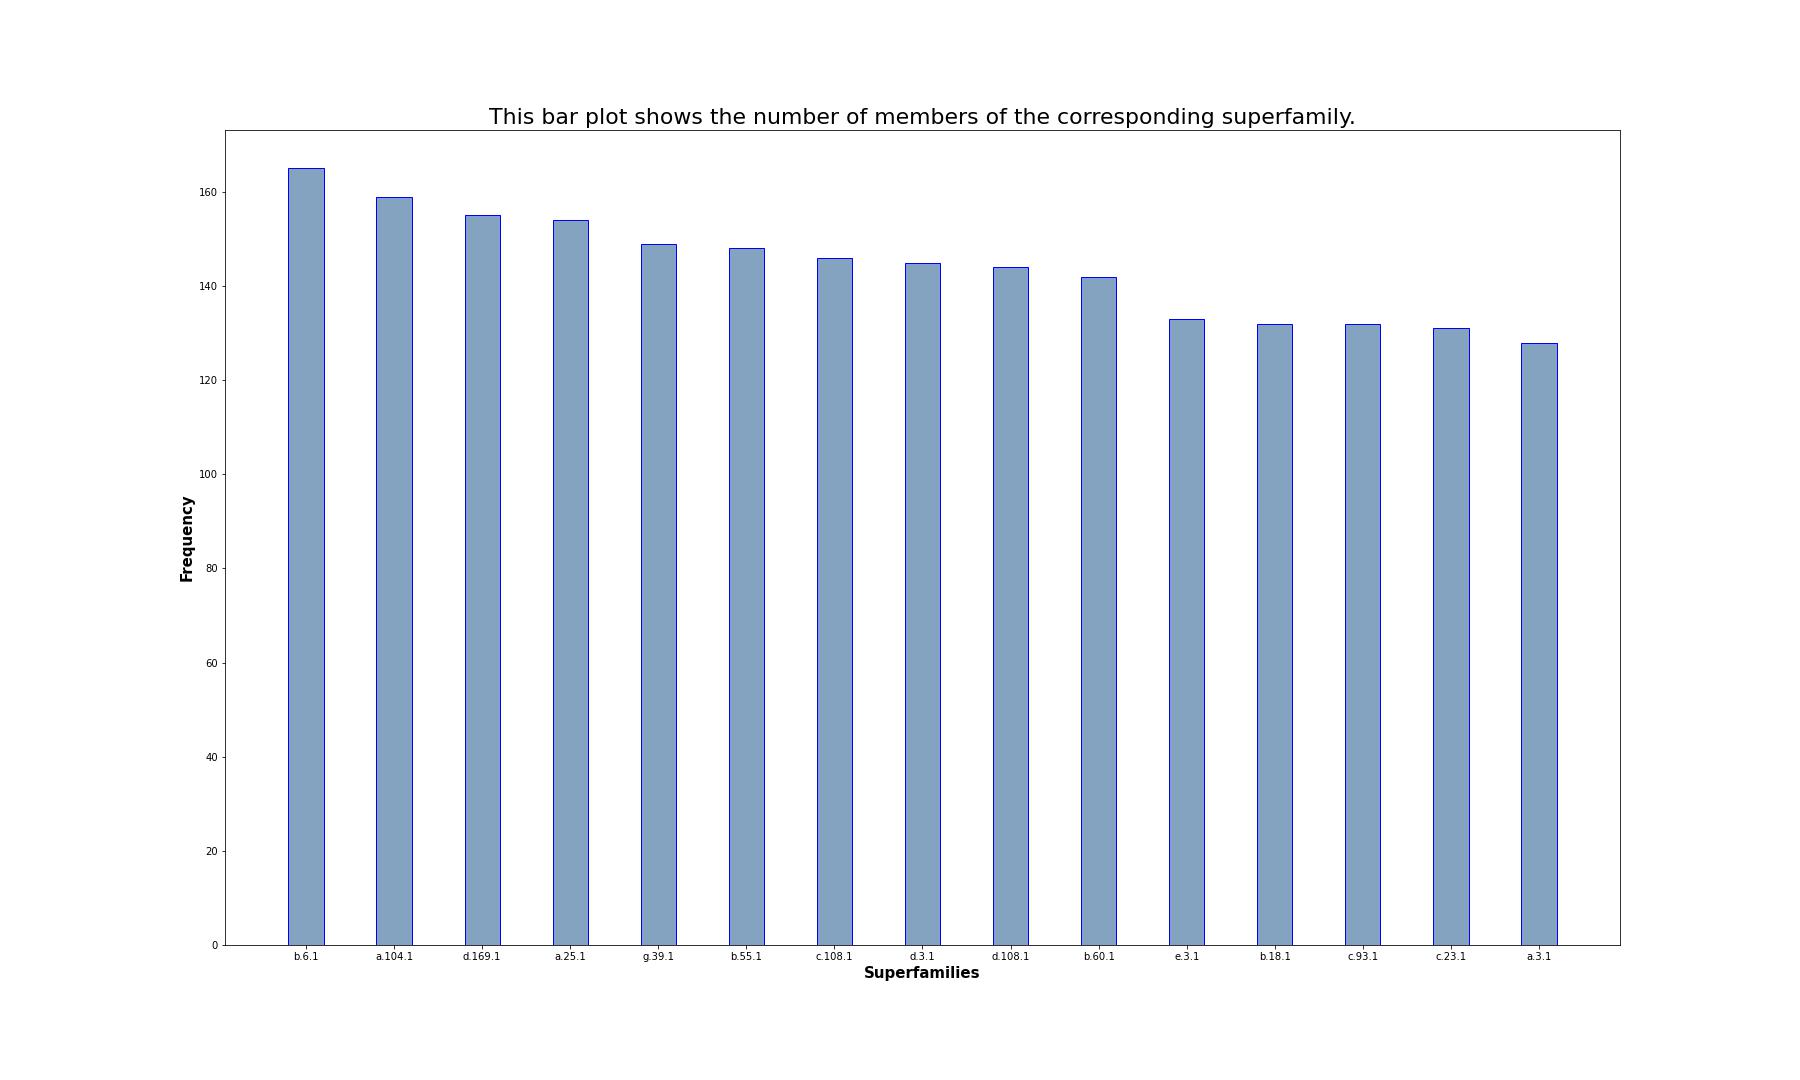 This bar plot shows the number of members of the corresponding superfamily.
160
140
120
100
80
60
40
20
0
Frequency
b.6.1 a.104.1 d.169.1 a.25.1 g.39.1 b.55.1 c.108.1 d.3.1 d.108.1 b.60.1 e.3.1 b.18.1 c.93.1 c.23.1 a.3.1
Superfamilies